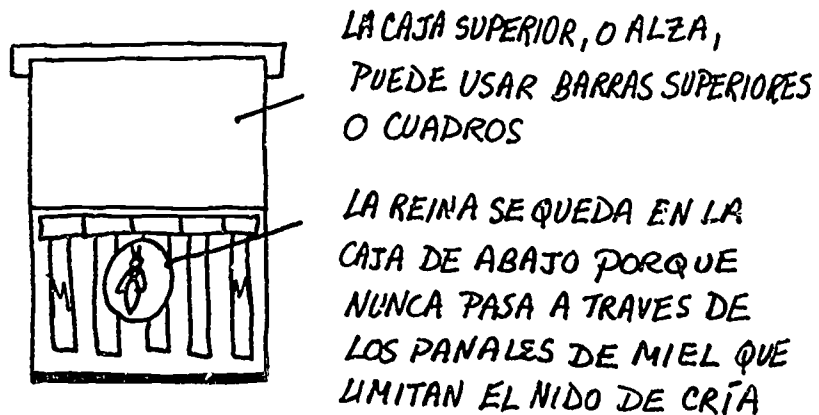 LA CAJA SUPERIOR, O ALZA,
PUEDE USAR BARRAS SUPERIORES
O CUADROS
LA REINA SE QUEDA EN LA
CAJA DE ABAJO PORQUE
NUNCA PASA A TRAVES DE
LOS PANALES DE MIEL QUE
LIMITAN EL NIDO DE CRÍA